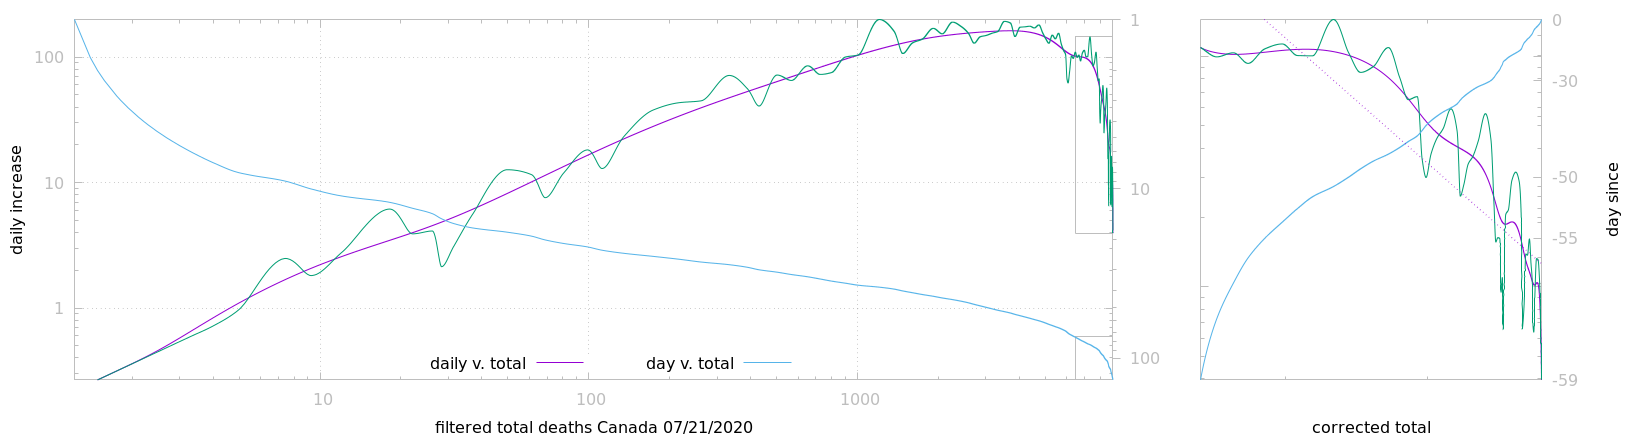 100
10
1
daily increase
10
100
1000
filtered total deaths Canada 07/21/2020
daily v. total
day v. total
1
10
100
0
-30
-50
-55
-59
day since
corrected total